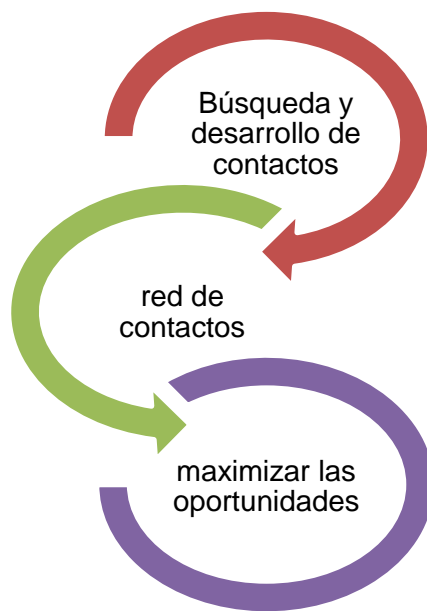 Búsqueda y
desarrollo de
contactos
red de
contactos
maximizar las
oportunidades